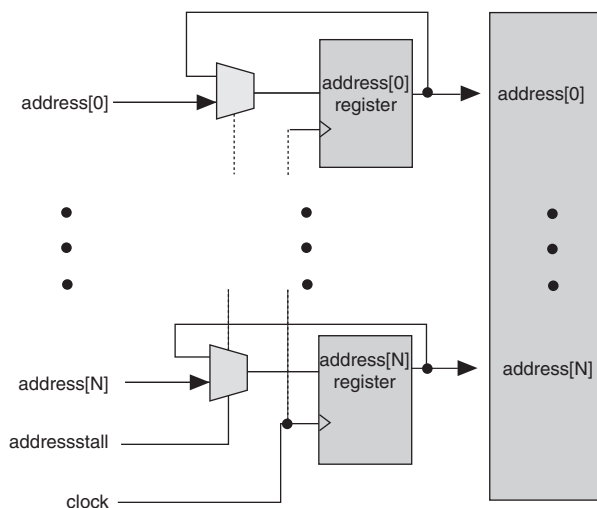 address[0]
address[0]
register
address[0]
address[N]
address[N]
register
address[N]
addressstall
clock